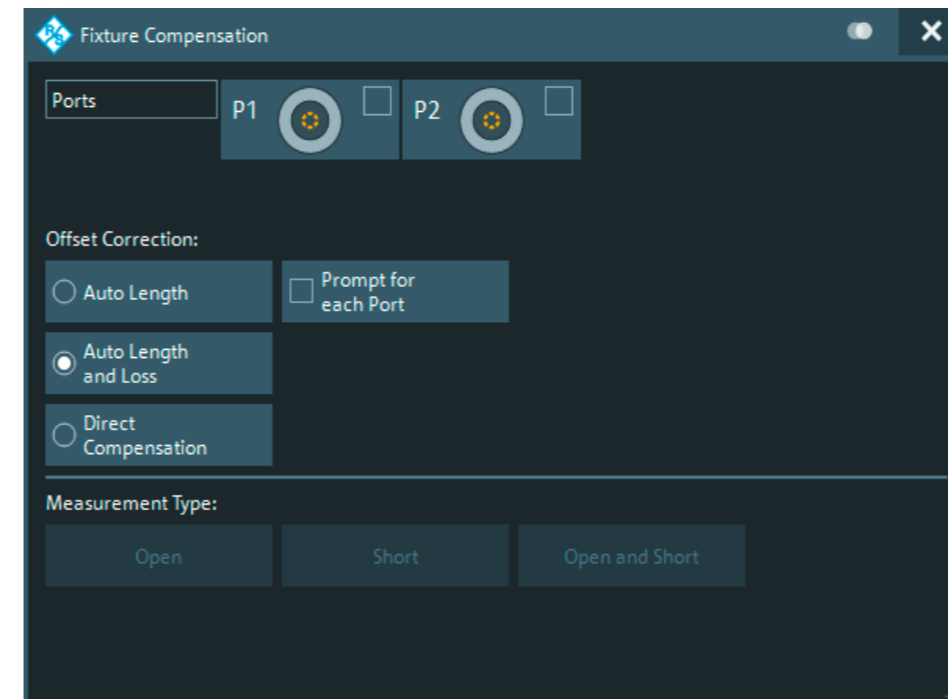 Fixture Compensation
Ports
P1
P2
Offset Correction:
Auto Length
Prompt for
each Port
Auto Length
and Loss
Direct
Compensation
Measurement Type:
Open
Short
Open and Short